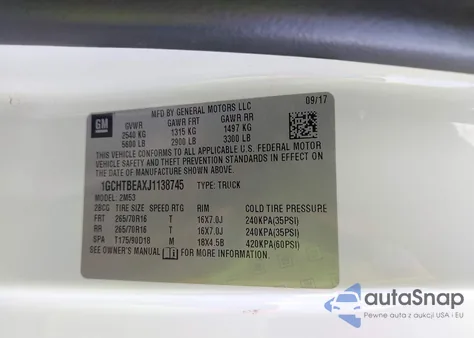 09/17
MFD BY GENERAL MOTORS LLC
GM GVWR GAWR FRT GAWR RR
2540 KG 1315 KG 1497 KG
5600 LB 2900 LB 3300 LB
THIS VEHICLE CONFORMS TO ALL APPLICABLE U.S. FEDERAL MOTOR
VEHICLE SAFETY AND THEFT PREVENTION STANDARDS IN EFFECT ON THE
DATE OF MANUFACTURE SHOWN ABOVE.
1GCHTBEAXJ1138745 TYPE: TRUCK
MODEL: 2M53
2BCG TIRE SIZE SPEED RTG RIM COLD TIRE PRESSURE
FRT 265/70R16 T 16X7.0J 240KPA(35PSI)
RR 265/70R16 T 16X7.0J 240KPA(35PSI)
SPA T175/90D18 M 18X4.5B 420KPA(60PSI)
SEE OWNER'S MANUAL FOR MORE INFORMATION.
autoSnap
Pewne auta z aukcji USA i EU